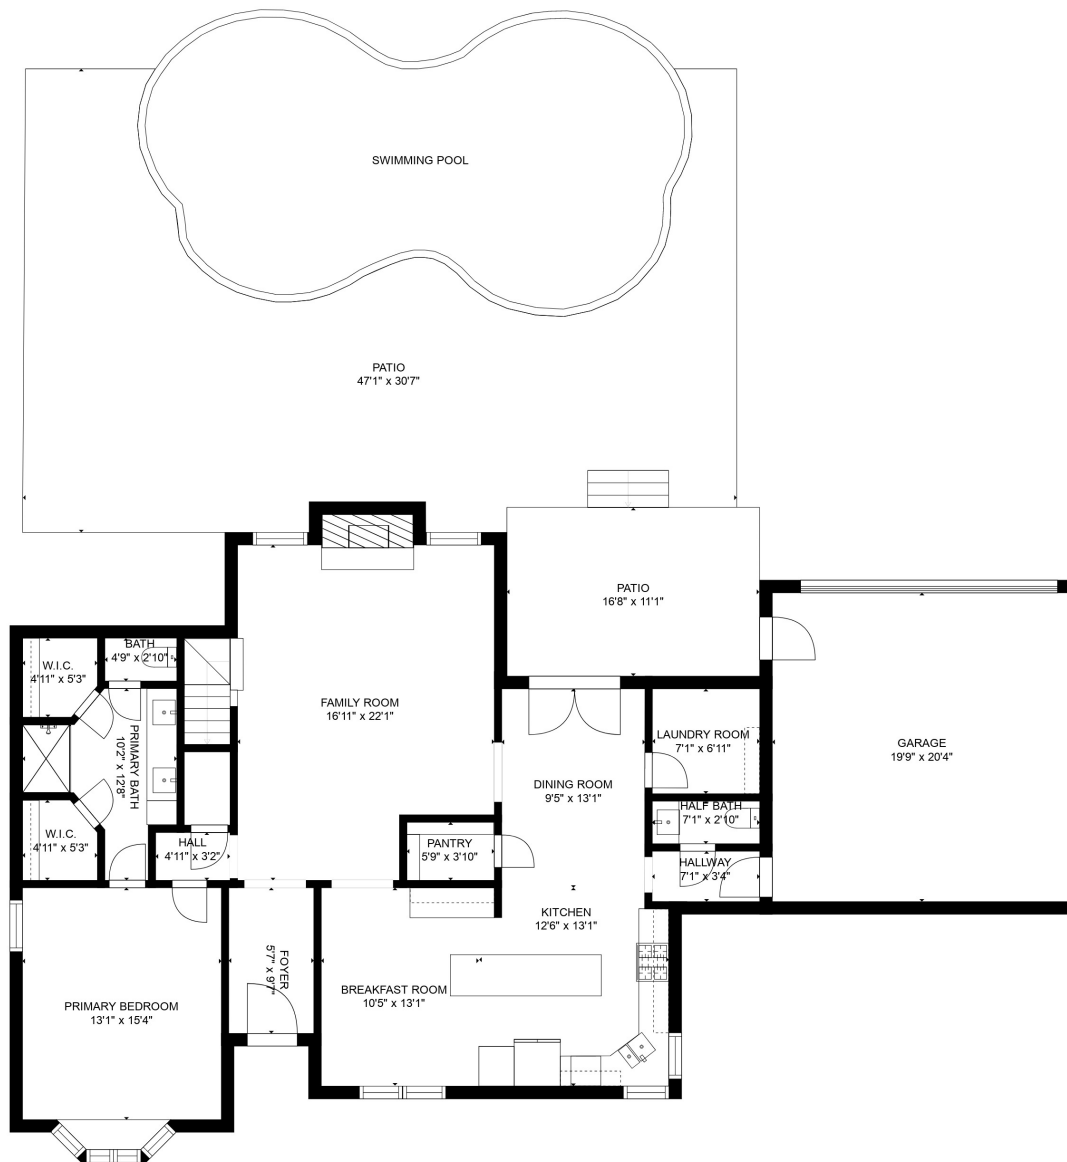 SWIMMING POOL
PATIO
47'1" x 30'7"
PATIO
16'8" x 11'1"
BATH
4'9" x 2'10"
W.I.C.
4'11" x 5'3"
FAMILY ROOM
16'11" x 22'1"
LAUNDRY ROOM
7'1" x 6'11"
GARAGE
19'9" x 20'4"
PRIMARY BATH
10'2" x 12'8"
DINING ROOM
9'5" x 13'1"
HALF BATH
7'1" x 2'10"
W.I.C.
4'11" x 5'3"
HALL
4'11" x 3'2"
PANTRY
5'9" x 3'10"
HALLWAY
7'1" x 3'4"
KITCHEN
12'6" x 13'1"
FOYER
5'7" x 9'7"
BREAKFAST ROOM
10'5" x 13'1"
PRIMARY BEDROOM
13'1" x 15'4"